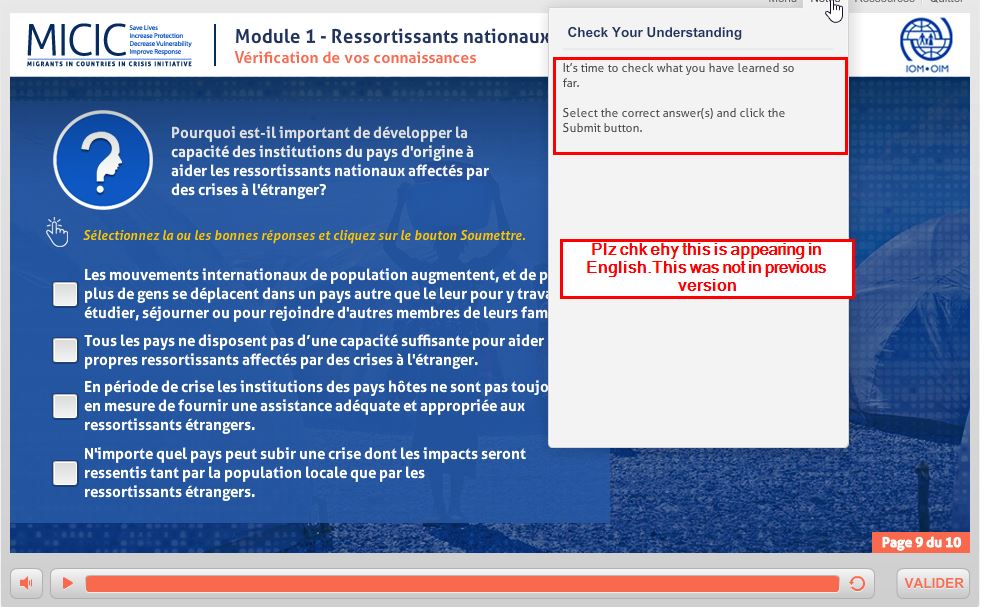 Menu
Ressources
Quitter
MICIC
Save Lives
Increase Protection
Decrease Vulnerability
Improve Response
MIGRANTS IN COUNTRIES IN CRISIS INITIATIVE
Module 1 - Ressortissants nationaux
Vérification de vos connaissances
IOM•OIM
Check Your Understanding
It's time to check what you have learned so
far.
Select the correct answer(s) and click the
Submit button.
Plz chk ehy this is appearing in
English.This was not in previous
version
?
Pourquoi est-il important de développer la
capacité des institutions du pays d'origine à
aider les ressortissants nationaux affectés par
des crises à l'étranger?
Sélectionnez la ou les bonnes réponses et cliquez sur le bouton Soumettre.
Les mouvements internationaux de population augmentent, et de p
plus de gens se déplacent dans un pays autre que le leur pour y trava
étudier, séjourner ou pour rejoindre d'autres membres de leurs fam
Tous les pays ne disposent pas d’une capacité suffisante pour aider
propres ressortissants affectés par des crises à l'étranger.
En période de crise les institutions des pays hôtes ne sont pas toujo
en mesure de fournir une assistance adéquate et appropriée aux
ressortissants étrangers.
N'importe quel pays peut subir une crise dont les impacts seront
ressentis tant par la population locale que par les
ressortissants étrangers.
Page 9 du 10
VALIDER